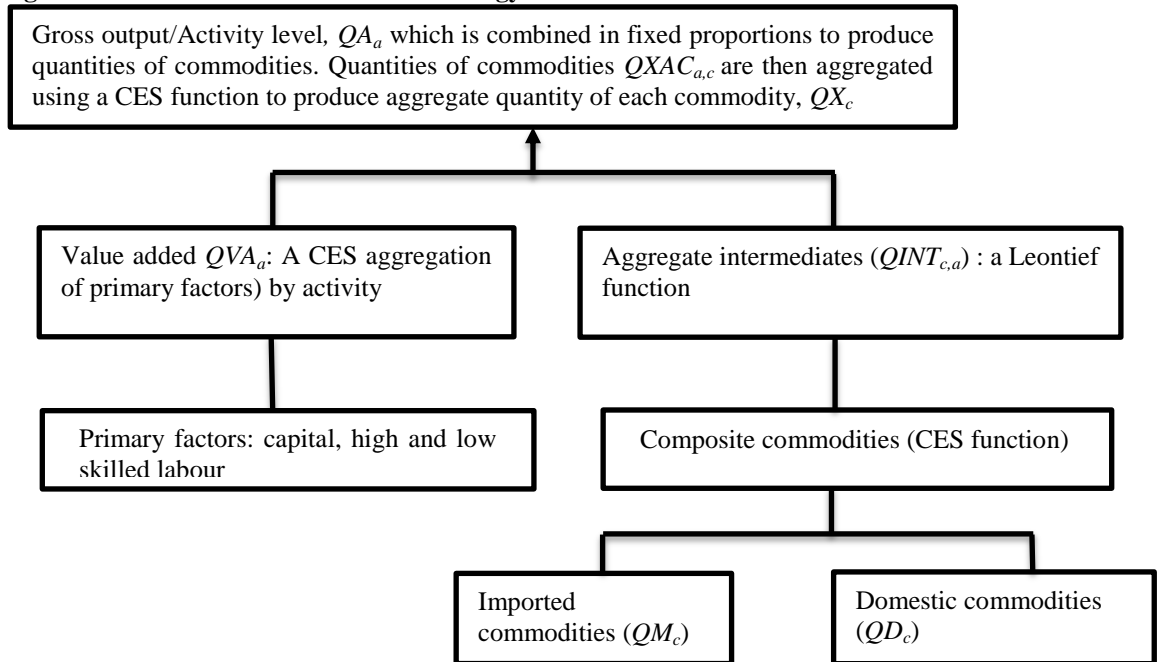 Gross output/Activity level, QAa which is combined in fixed proportions to produce
quantities of commodities. Quantities of commodities QXACa,c are then aggregated
using a CES function to produce aggregate quantity of each commodity, QXc
Value added QVAa: A CES aggregation
of primary factors) by activity
Aggregate intermediates (QINTc,a) : a Leontief
function
Primary factors: capital, high and low
skilled labour
Composite commodities (CES function)
Imported
commodities (QMc)
Domestic commodities
(QDc)